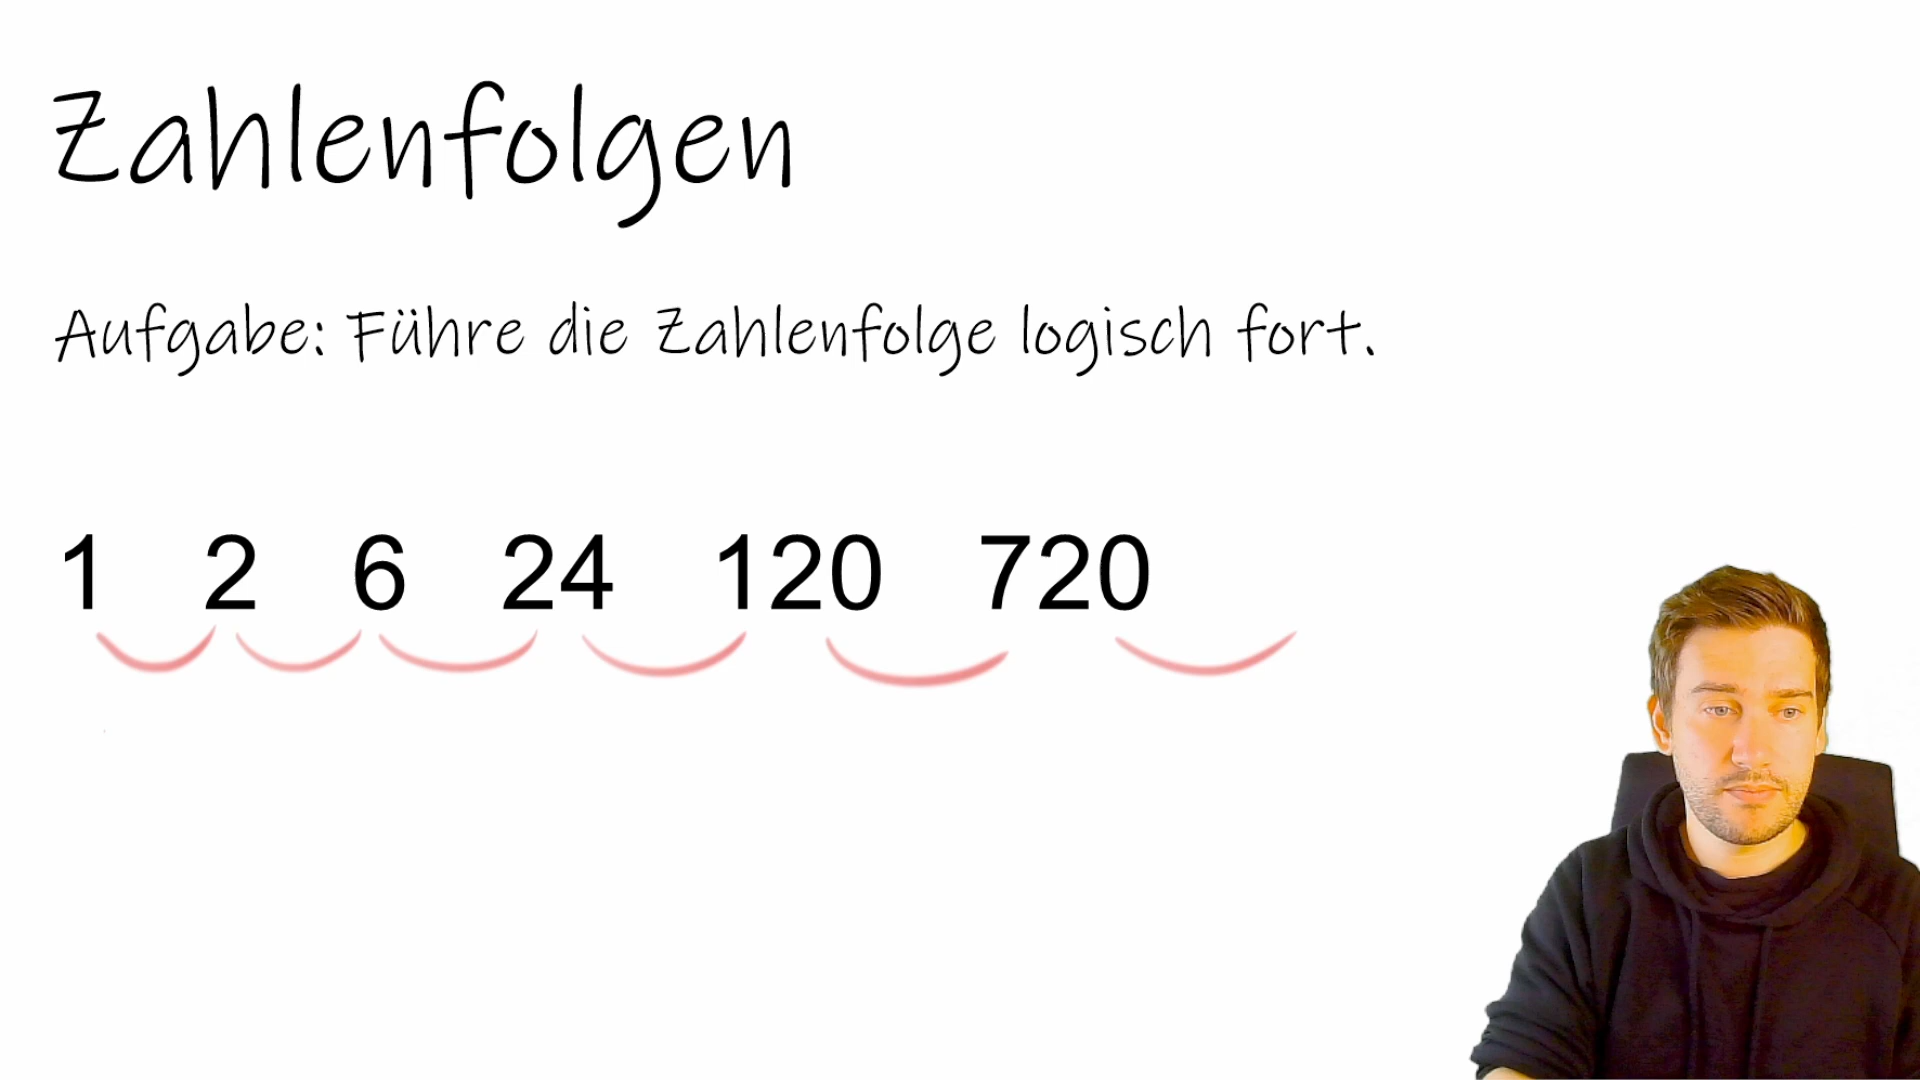 Zahlenfolgen
Aufgabe: Führe die Zahlenfolge logisch fort.
1 2 6 24 120 720